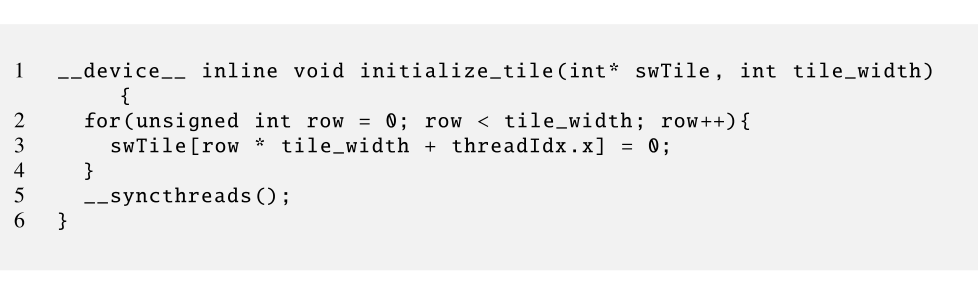 1 __device__ inline void initialize_tile(int* swTile, int tile_width)
{
2 for(unsigned int row = 0; row < tile_width; row++){
3 swTile[row * tile_width + threadIdx.x] = 0;
4 }
5 __syncthreads();
6 }